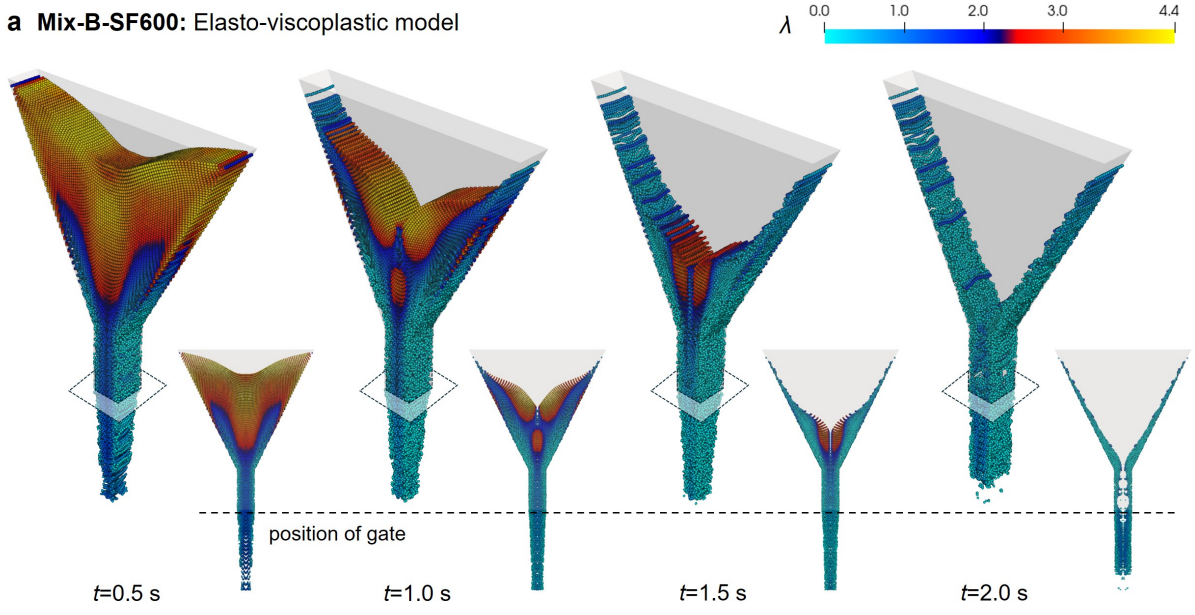 a Mix-B-SF600: Elasto-viscoplastic model
λ 0.0 1.0 2.0 3.0 4.4
position of gate
t=0.5 s t=1.0 s t=1.5 s t=2.0 s